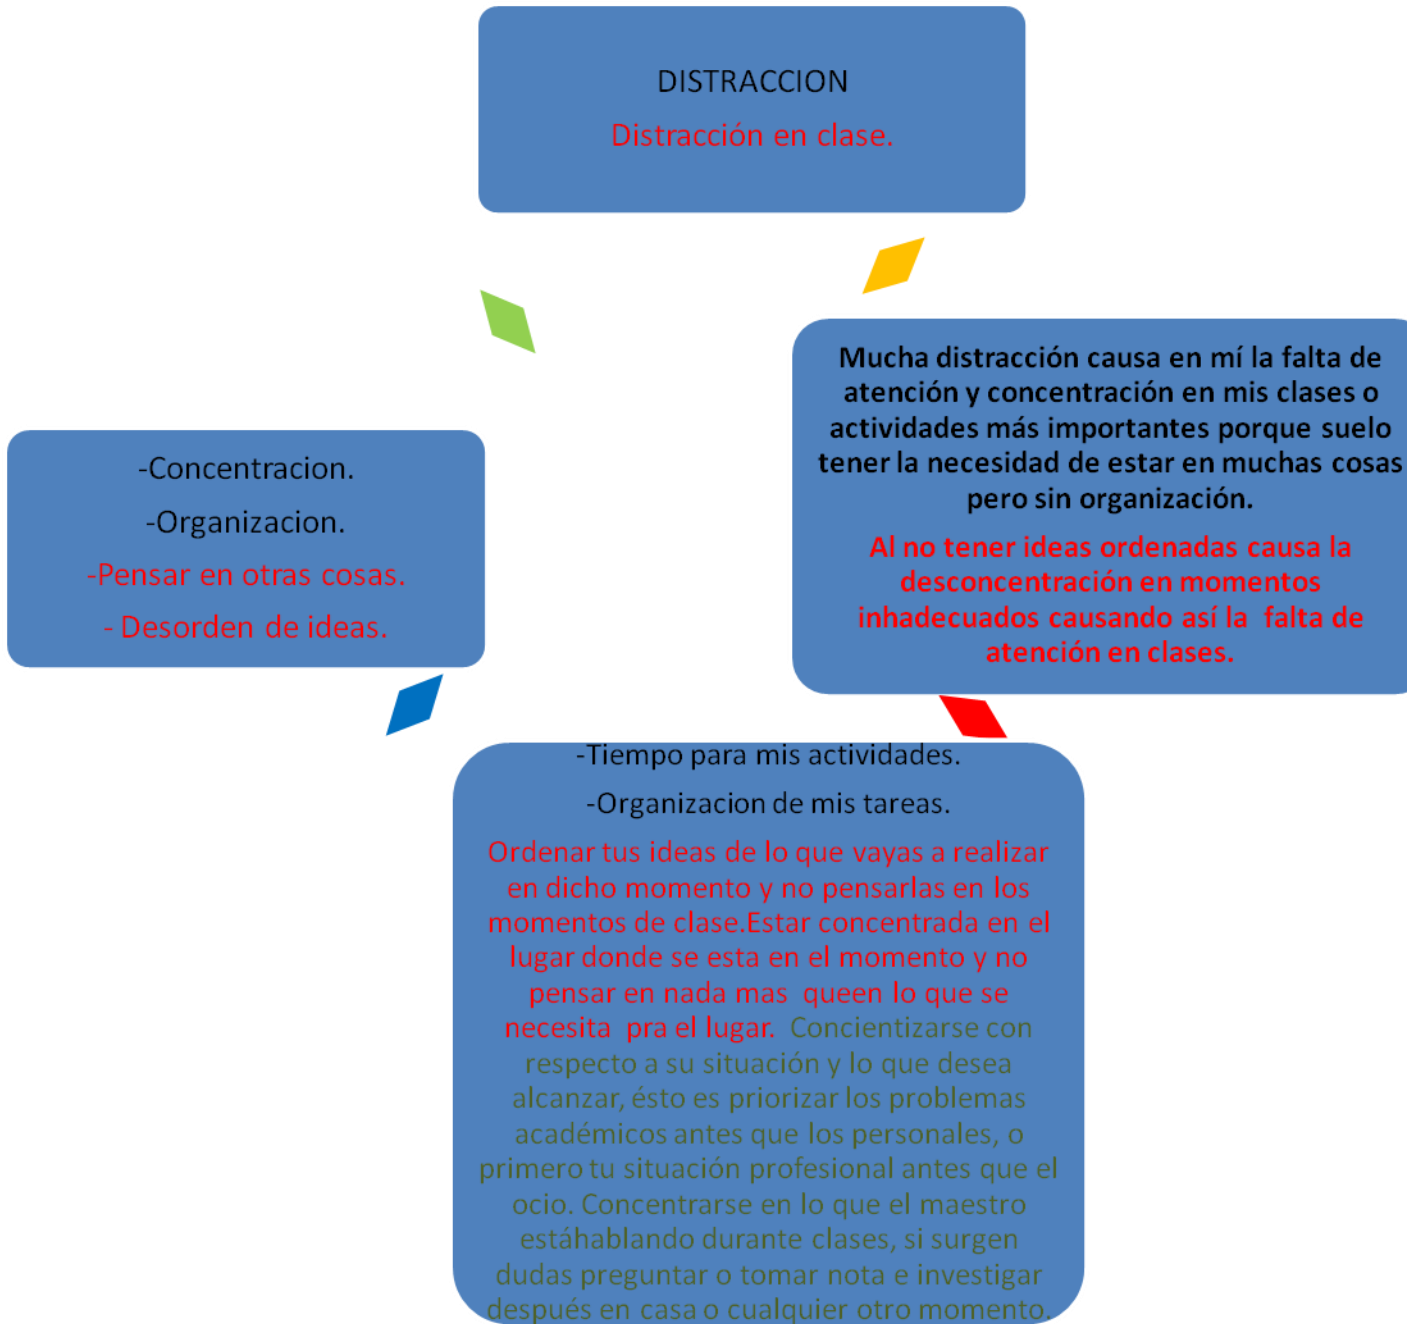 DISTRACCION
Distracción en clase.
-Concentracion.
-Organizacion.
-Pensar en otras cosas.
- Desorden de ideas.
Mucha distracción causa en mí la falta de
atención y concentración en mis clases o
actividades más importantes porque suelo
tener la necesidad de estar en muchas cosas
pero sin organización.
Al no tener ideas ordenadas causa la
desconcentración en momentos
inhadecuados causando así la falta de
atención en clases.
-Tiempo para mis actividades.
-Organizacion de mis tareas.
Ordenar tus ideas de lo que vayas a realizar
en dicho momento y no pensarlas en los
momentos de clase.Estar concentrada en el
lugar donde se esta en el momento y no
pensar en nada mas queen lo que se
necesita pra el lugar. Concientizarse con
respecto a su situación y lo que desea
alcanzar, ésto es priorizar los problemas
académicos antes que los personales, o
primero tu situación profesional antes que el
ocio. Concentrarse en lo que el maestro
estáhablando durante clases, si surgen
dudas preguntar o tomar nota e investigar
después en casa o cualquier otro momento.